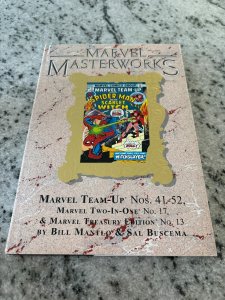 MARVEL
MASTERWORKS
MARVEL TEAM-UP
SPIDER-MAN
SCARLET
WITCH
MARVEL TEAM-UP NOS. 41-52,
MARVEL TWO-IN-ONE NO. 17,
& MARVEL TREASURY EDITION NO. 13
BY BILL MANTLO & SAL BUSCEMA